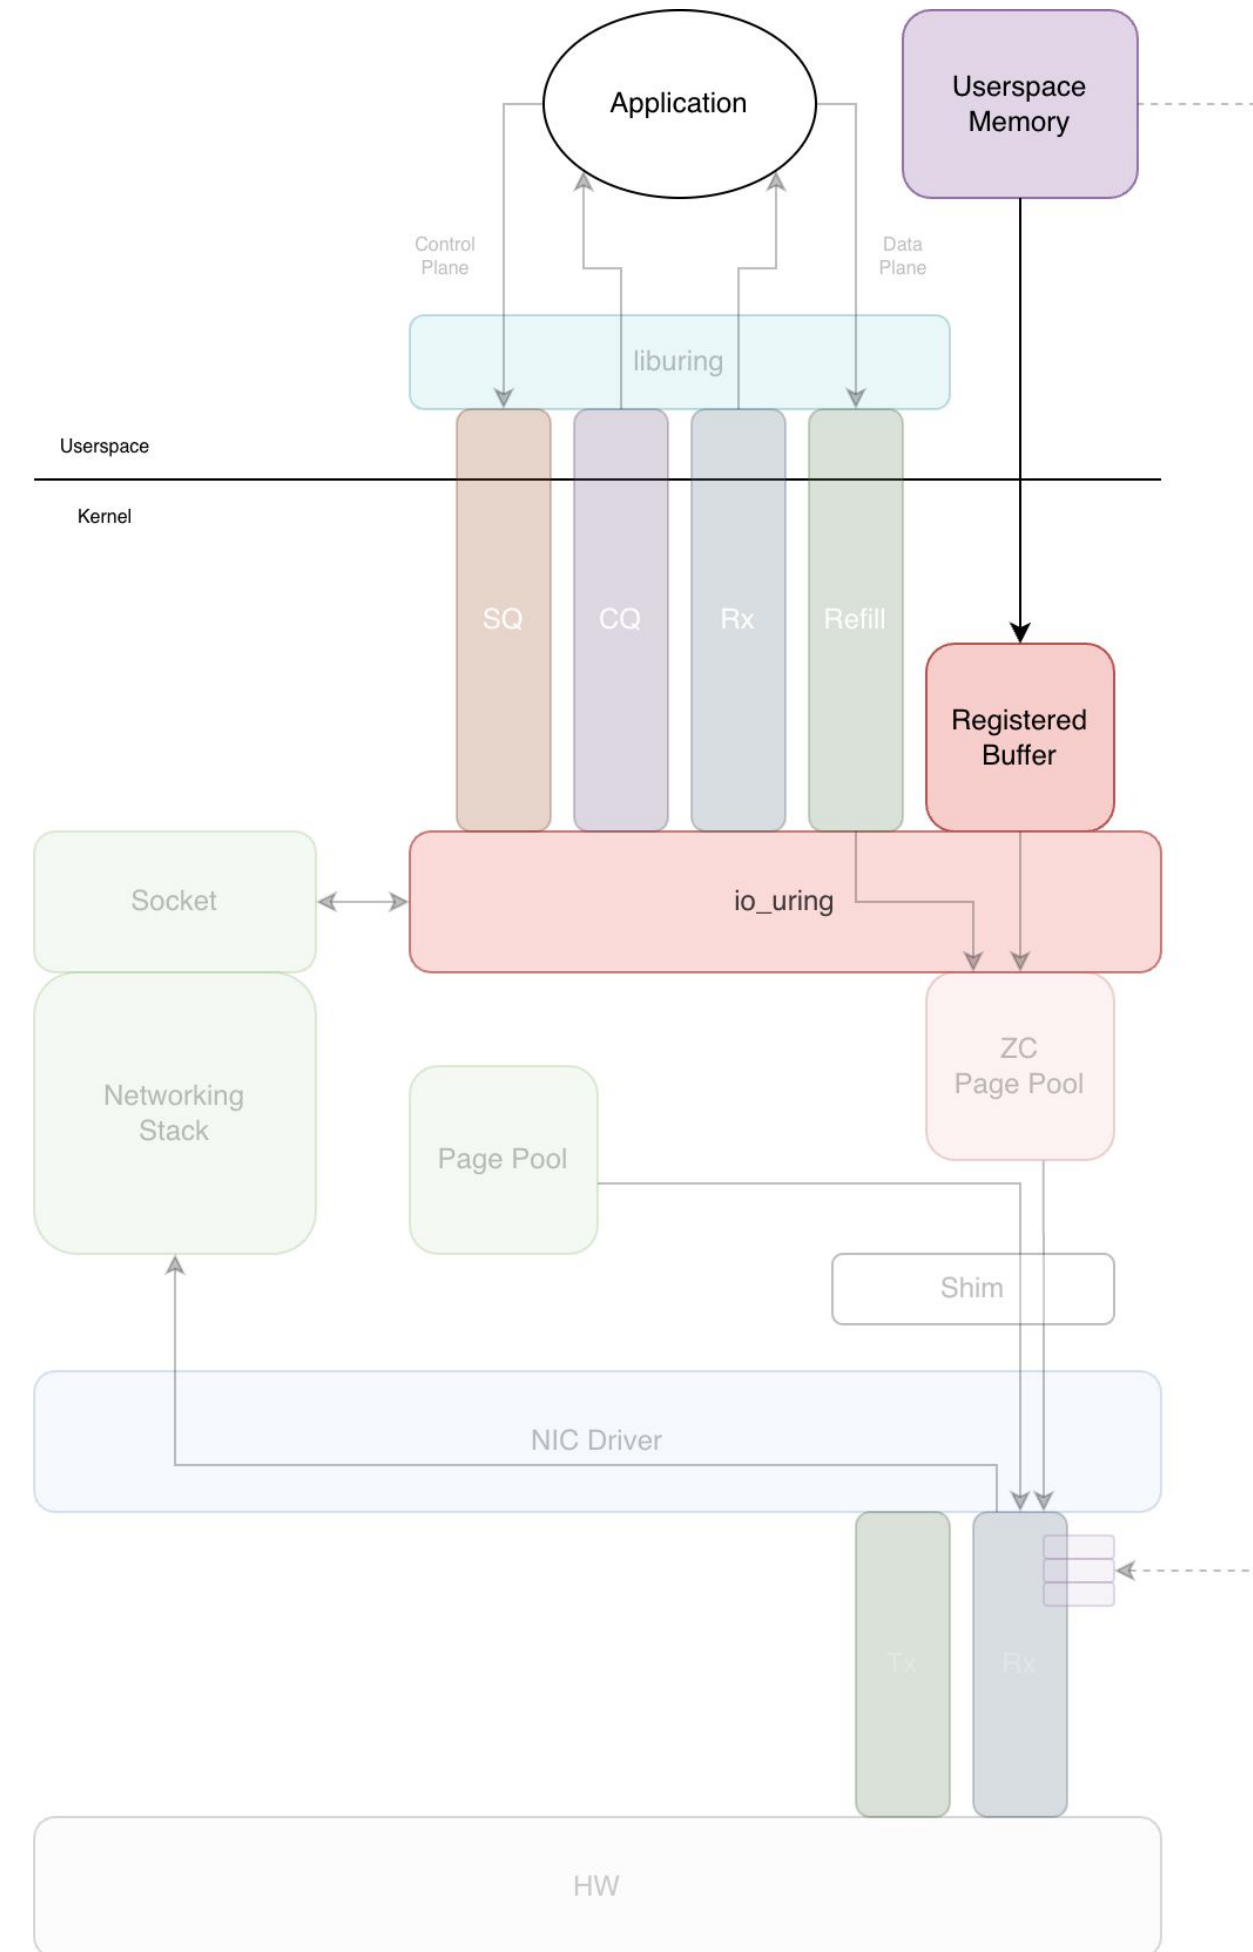 Application
Userspace
Memory
Control
Plane
Data
Plane
liburing
Userspace
Kernel
SQ
CQ
Rx
Refill
Registered
Buffer
Socket
io_uring
ZC
Page Pool
Networking
Stack
Page Pool
Shim
NIC Driver
Tx
Rx
HW